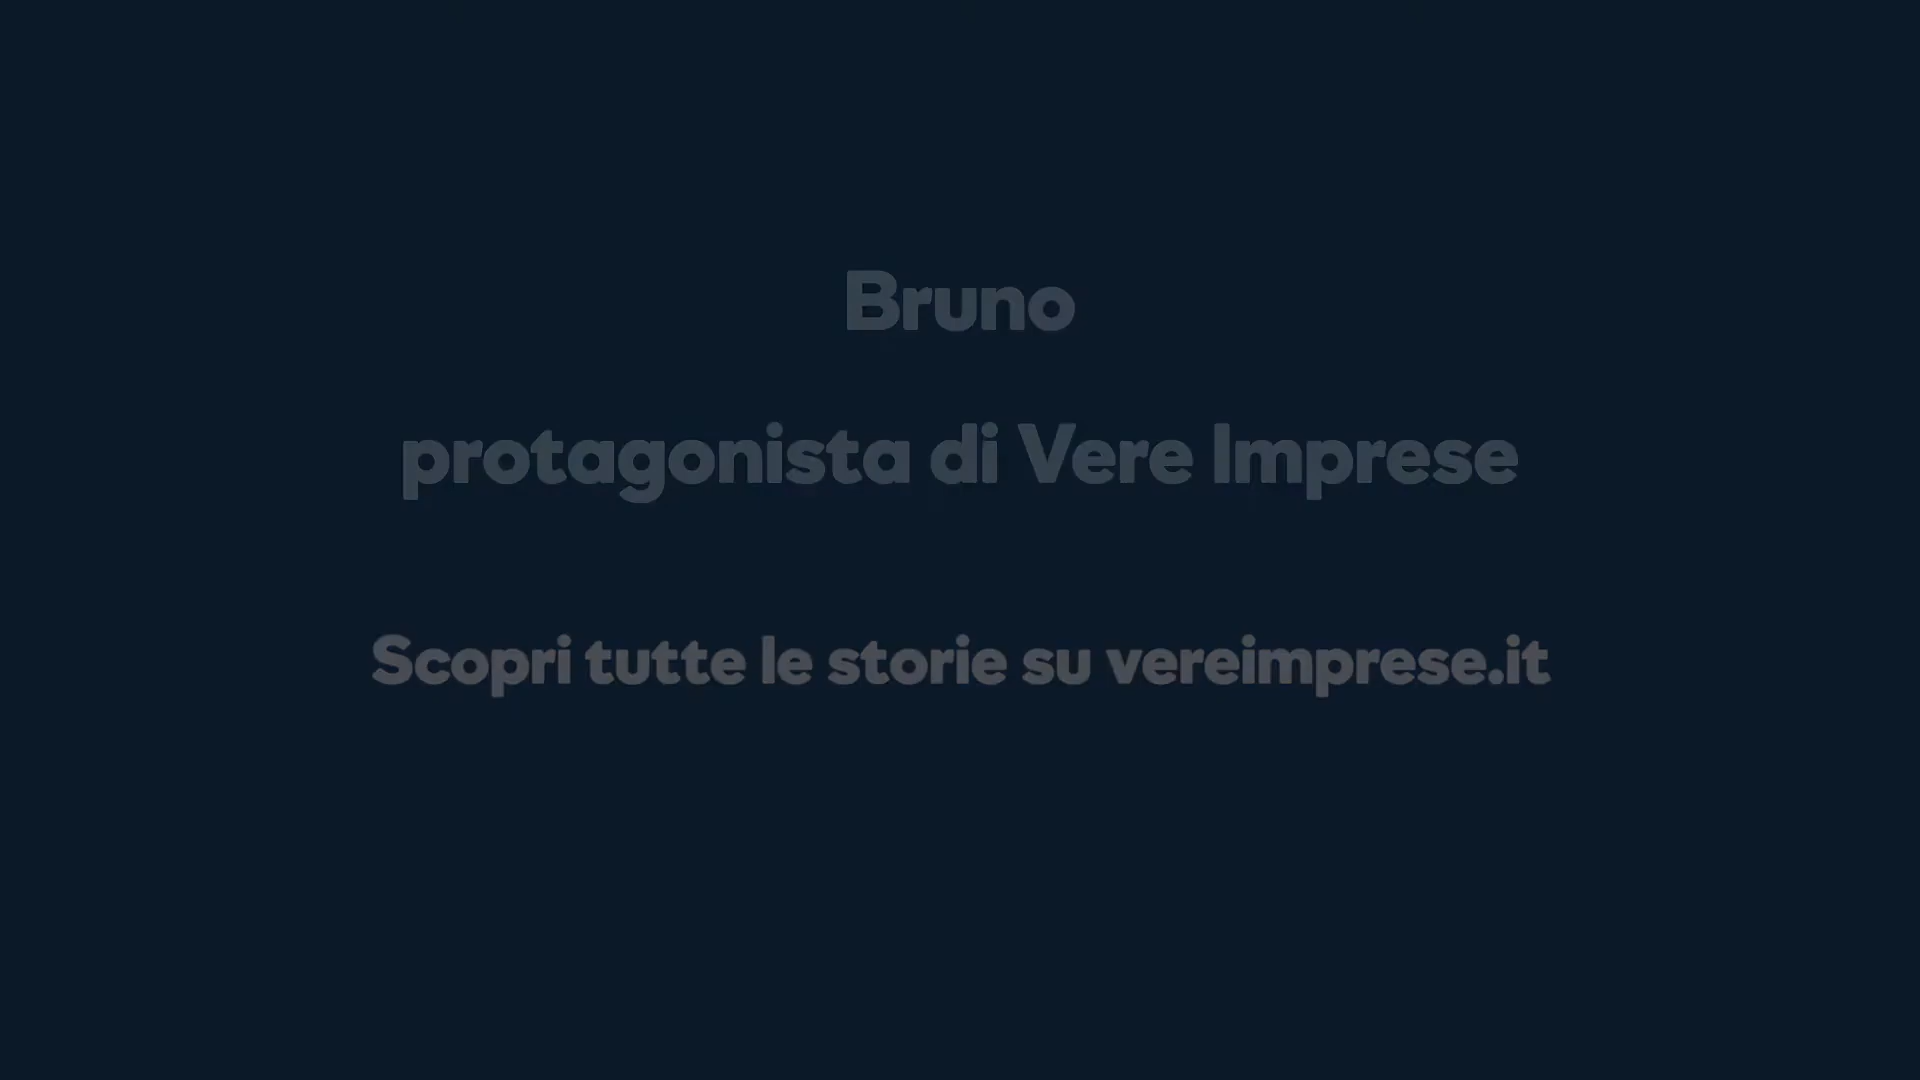 Bruno
protagonista di Vere Imprese
Scopri tutte le storie su vereimprese.it